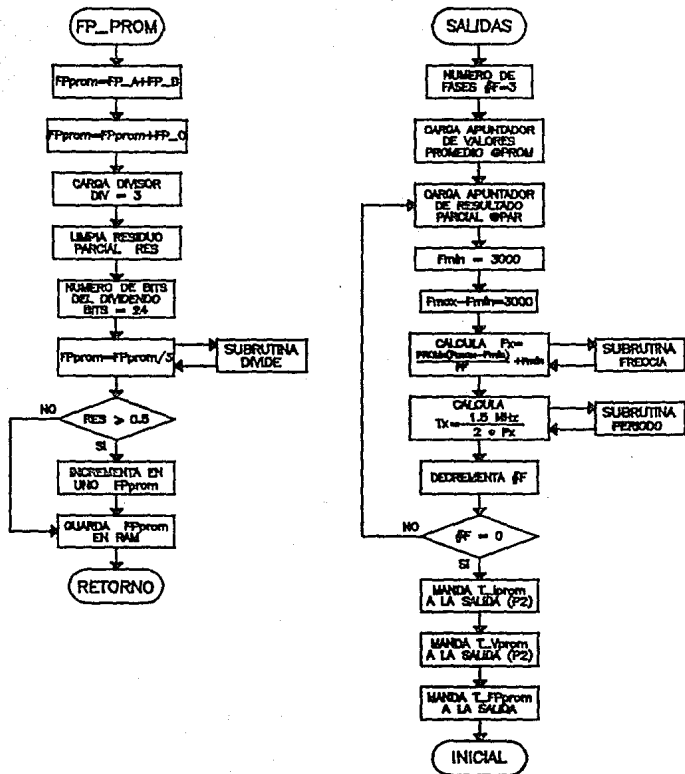 FP_PROM
FPprom=FP_A+FP_B
FPprom=FPprom+FP_C
CARGA DIVISOR
DIV = 3
LIMPIA RESIDUO
PARCIAL RES
NUMERO DE BITS
DEL DIVIDENDO
BITS = 24
FPprom=FPprom/3
SUBRUTINA
DIVIDE
RES > 0.5
NO
SI
INCREMENTA EN
UNO FPprom
GUARDA FPprom
EN RAM
RETORNO
SALIDAS
NUMERO DE
FASES #F=3
CARGA APUNTADOR
DE VALORES
PROMEDIO @PROM
CARGA APUNTADOR
DE RESULTADO
PARCIAL @PAR
Fmin = 3000
Fmax-Fmin=3000
CALCULA Fx=
+Fmin
SUBRUTINA
FRECCIA
CALCULA
Tx= 1.5 MHz
2 * Fx
SUBRUTINA
PERIODO
DECREMENTA #F
#F = 0
NO
SI
MANDA T_Iprom
A LA SALIDA (P2)
MANDA T_Vprom
A LA SALIDA (P2)
MANDA T_FPprom
A LA SALIDA
INICIAL